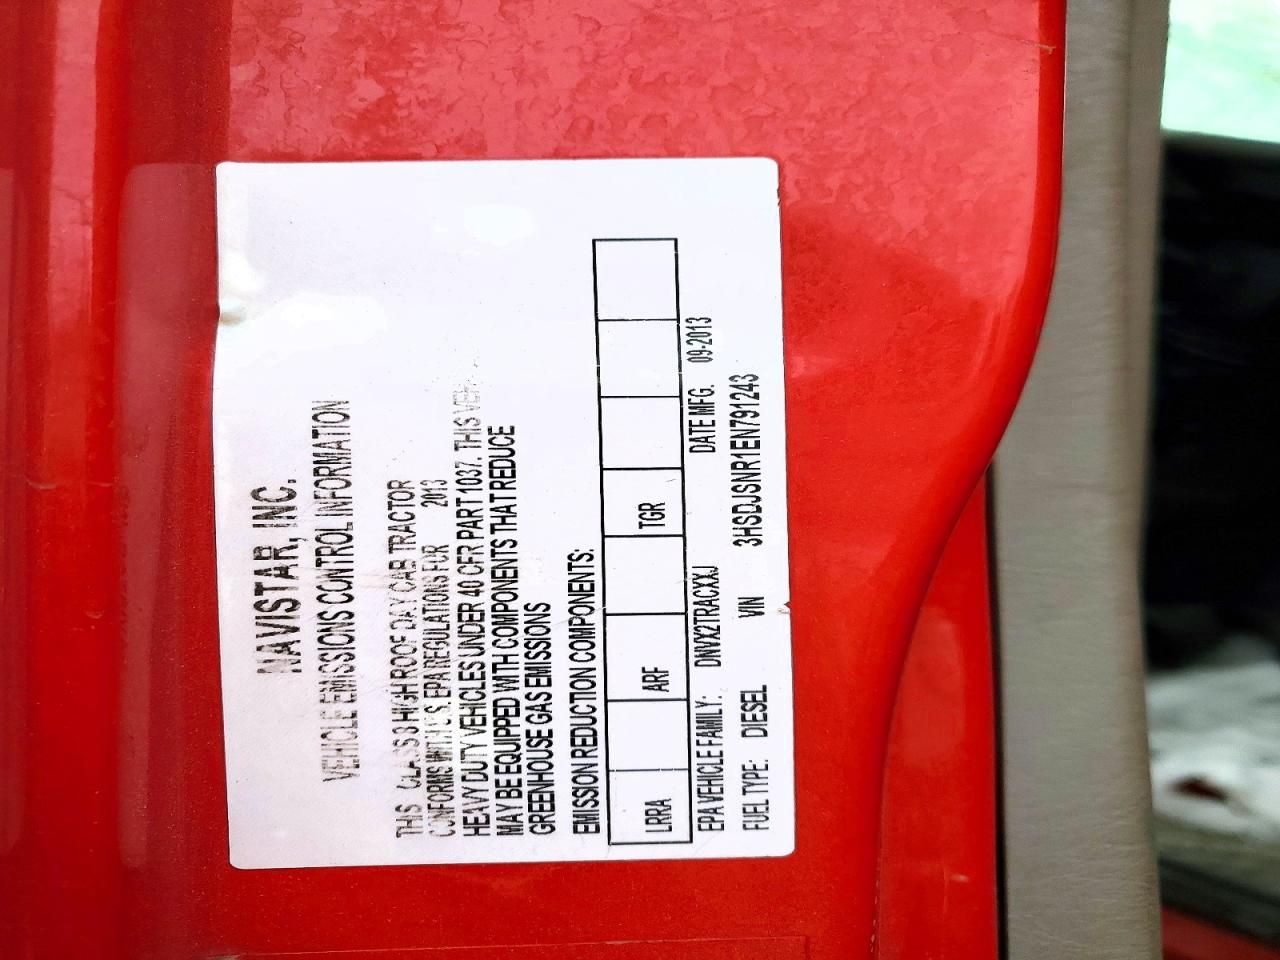 NAVISTAR, INC.
VEHICLE EMISSIONS CONTROL INFORMATION
THIS CLASS 8 HIGH ROOF DAY CAB TRACTOR
CONFORMS WITH U.S. EPA REGULATIONS FOR 2013
HEAVY DUTY VEHICLES UNDER 40 CFR PART 1037. THIS
MAY BE EQUIPPED WITH COMPONENTS THAT REDUCE
GREENHOUSE GAS EMISSIONS
EMISSION REDUCTION COMPONENTS:
LRRA ARF TGR
EPA VEHICLE FAMILY: DNVX2TRACXXJ DATE MFG. 09-2013
FUEL TYPE: DIESEL VIN 3HSDJSNR1EN791243